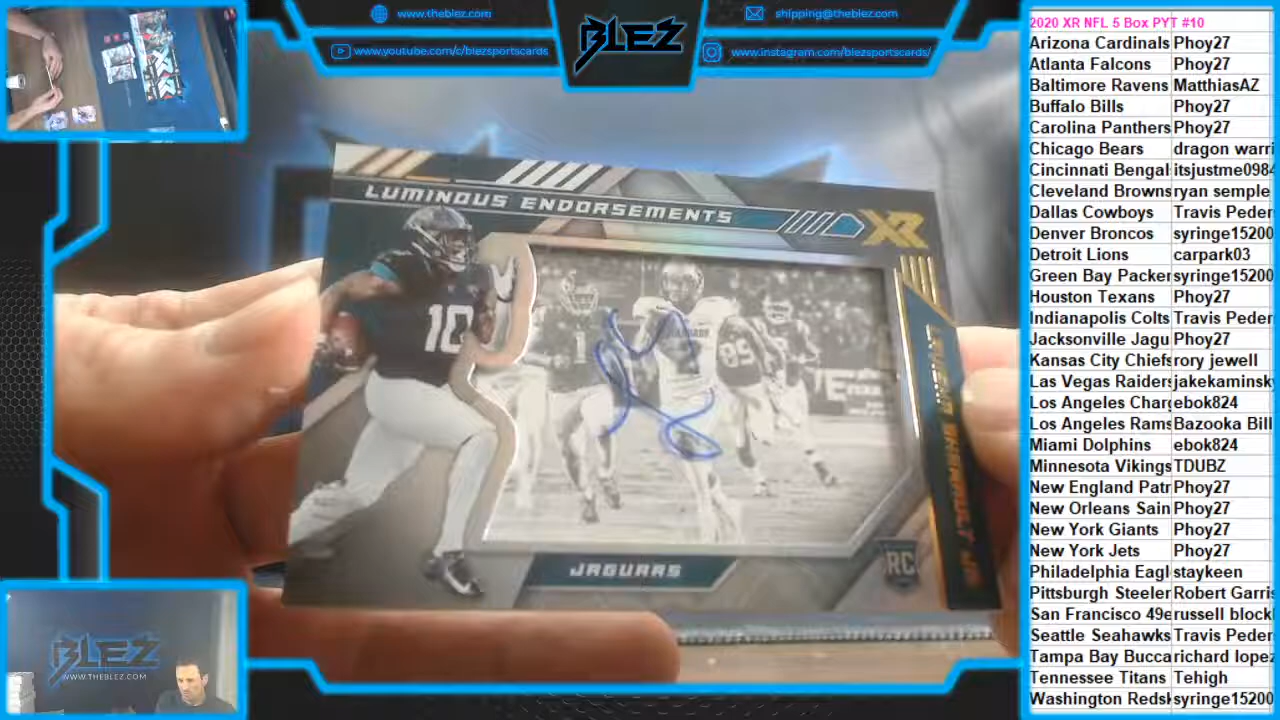 www.theblez.com
www.youtube.com/c/blezsportscards
BLEZ
shipping@theblez.com
www.instagram.com/blezsportscards/
LUMINOUS ENDORSEMENTS
XR
10
JAGUARS
RC
BLEZ
WWW.THEBLEZ.COM
2020 XR NFL 5 Box PYT #10
Arizona Cardinals Phoy27
Atlanta Falcons Phoy27
Baltimore Ravens MatthiasAZ
Buffalo Bills Phoy27
Carolina Panthers Phoy27
Chicago Bears dragon warri
Cincinnati Bengal itsjustme0984
Cleveland Browns ryan semple
Dallas Cowboys Travis Peder
Denver Broncos syringe15200
Detroit Lions carpark03
Green Bay Packer syringe15200
Houston Texans Phoy27
Indianapolis Colts Travis Peder
Jacksonville Jagu Phoy27
Kansas City Chiefs rory jewell
Las Vegas Raiders jakekaminsky
Los Angeles Charg ebok824
Los Angeles Rams Bazooka Bill
Miami Dolphins ebok824
Minnesota Vikings TDUBZ
New England Patr Phoy27
New Orleans Sain Phoy27
New York Giants Phoy27
New York Jets Phoy27
Philadelphia Eagl staykeen
Pittsburgh Steeler Robert Garris
San Francisco 49e russell block
Seattle Seahawks Travis Peder
Tampa Bay Bucca richard lopez
Tennessee Titans Tehigh
Washington Redsk syringe15200